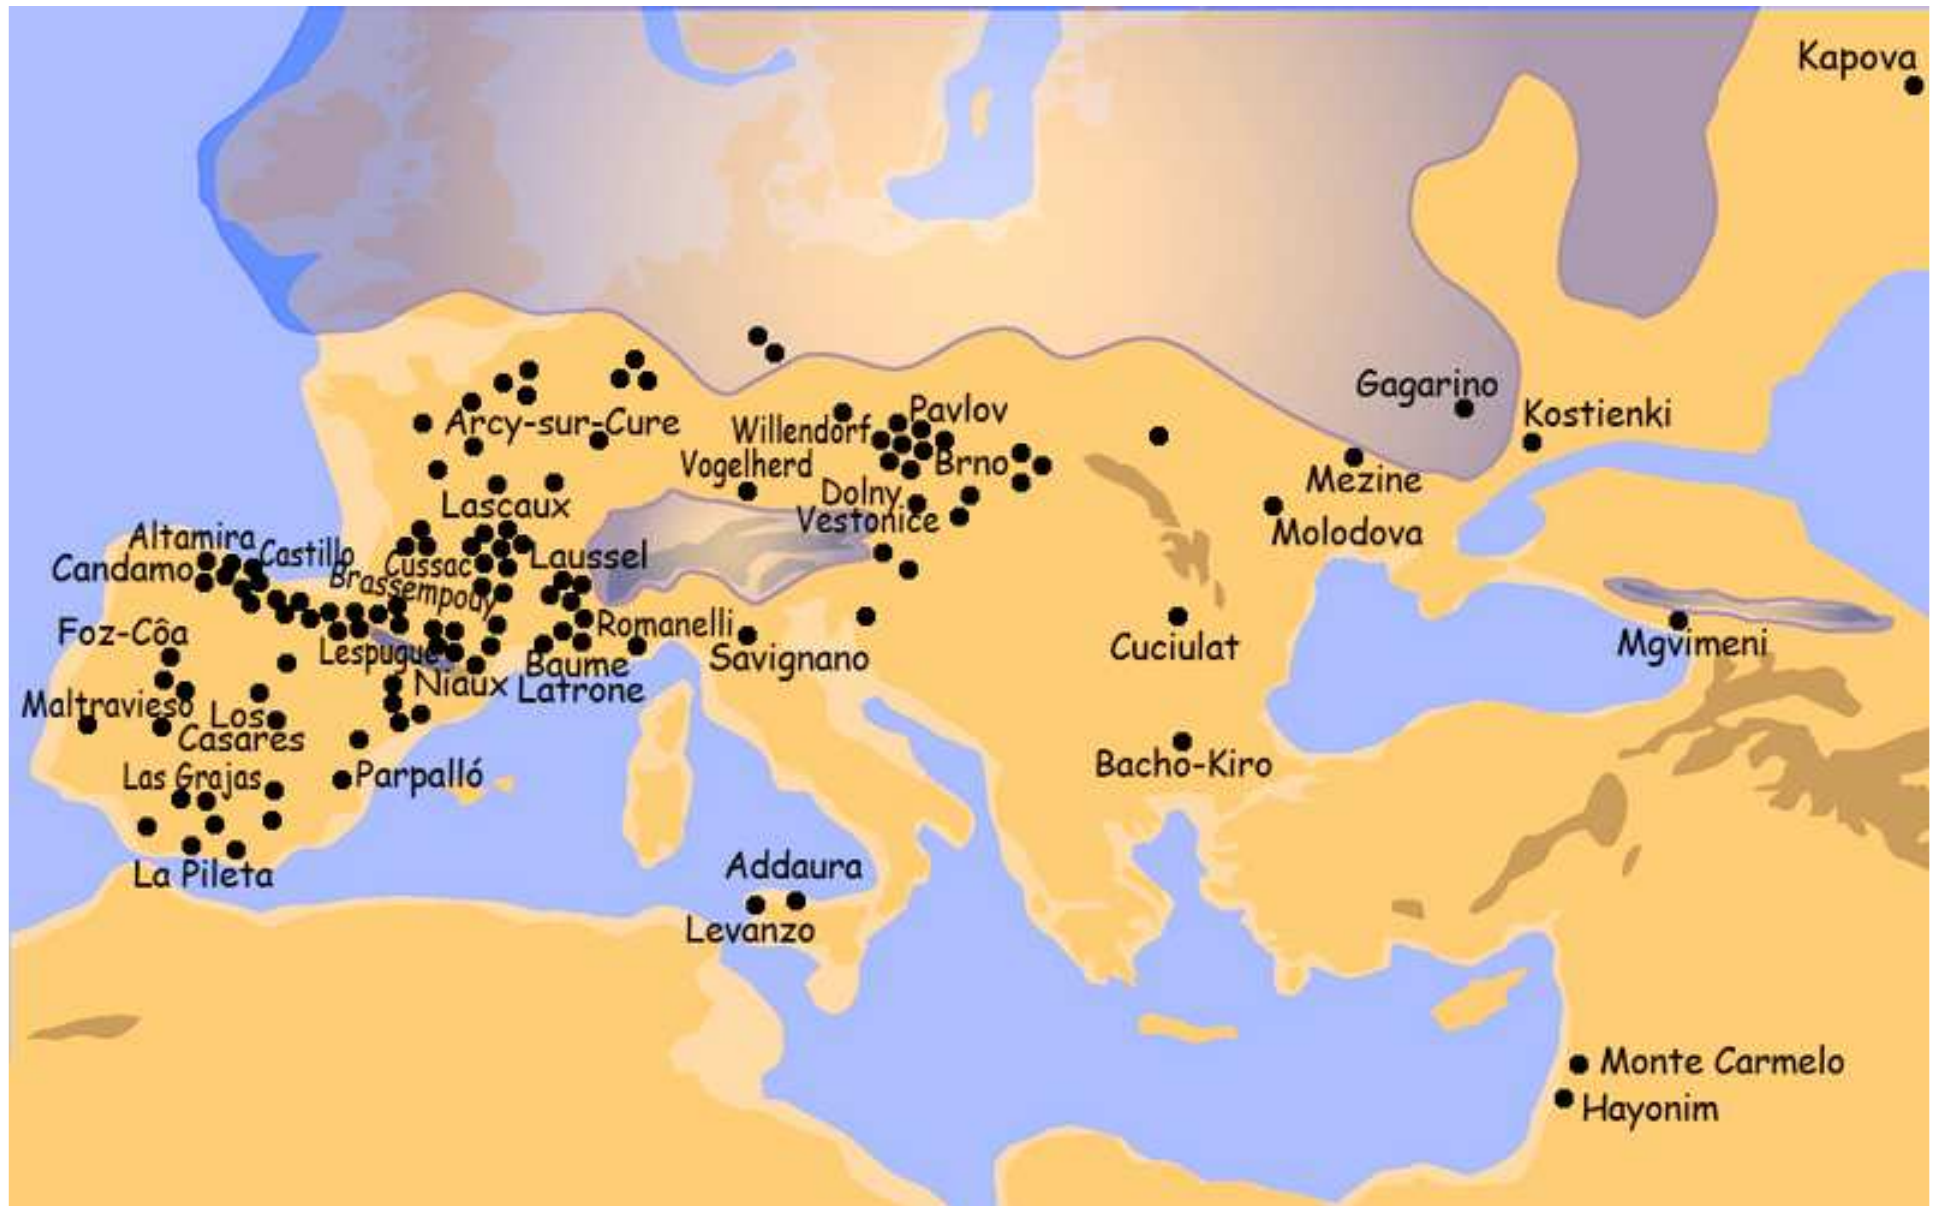 Kapova
Gagarino
Kostienki
Pavlov
Arcy-sur-Cure
Willendorf
Vogelherd
Brno
Mezine
Lascaux
Dolny
Vestonice
Molodova
Altamira
Castillo
Candamo
Cussac
Laussel
Brassempouy
Foz-Côa
Romanelli
Lespugue
Savignano
Cuciulat
Mgvimeni
Baume
Latrone
Niaux
Maltravieso
Los
Casares
Bacho-Kiro
Las Grajas
Parpalló
La Pileta
Addaura
Levanzo
Monte Carmelo
Hayonim